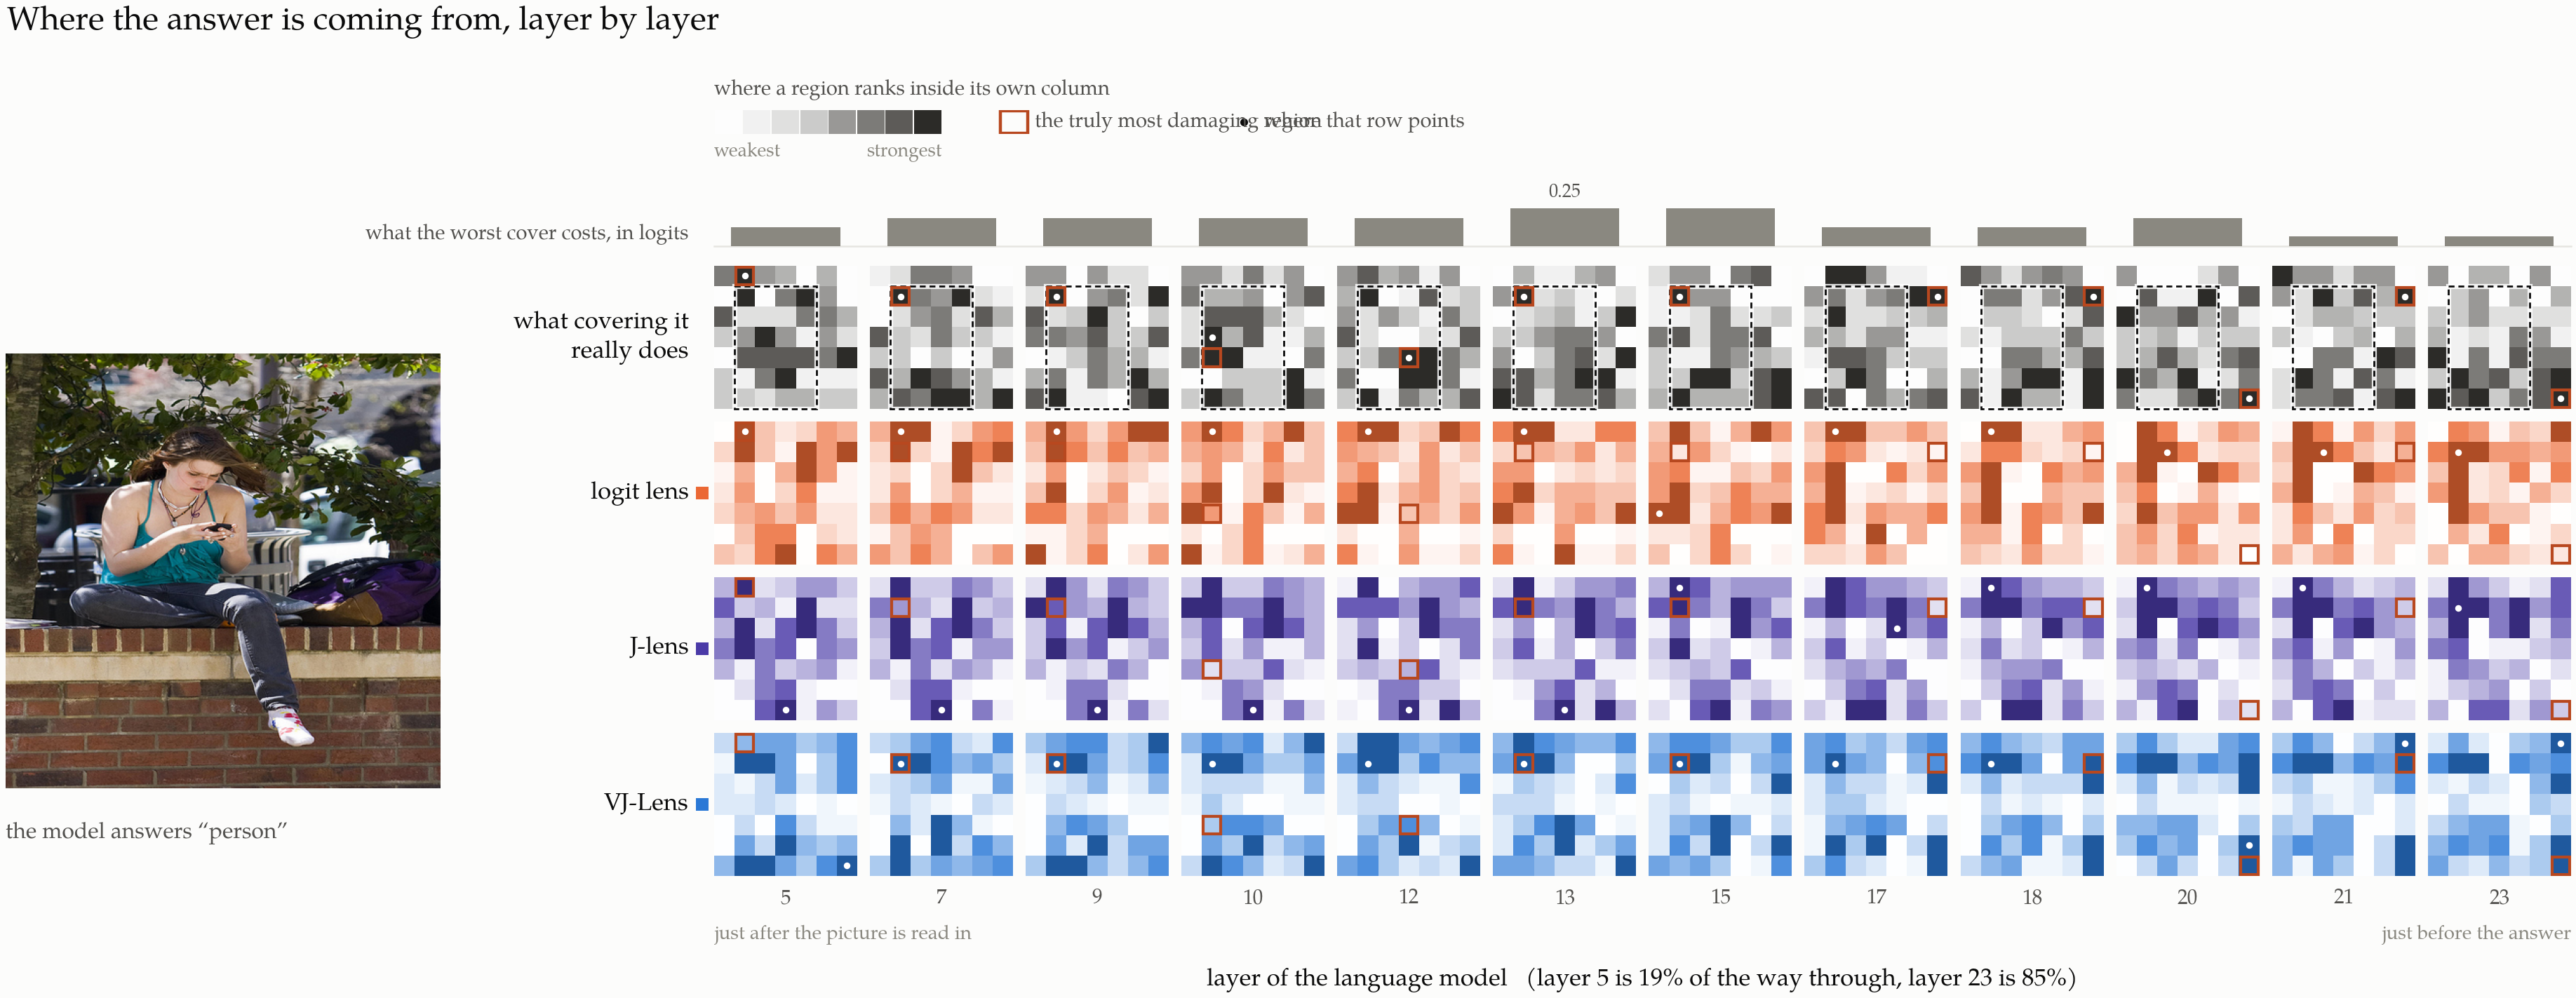 Where the answer is coming from, layer by layer
where a region ranks inside its own column
the truly most damaging region
where that row points
weakest
strongest
0.25
what the worst cover costs, in logits
what covering it
really does
logit lens
J-lens
VJ-Lens
the model answers “person”
5
7
9
10
12
13
15
17
18
20
21
23
just after the picture is read in
just before the answer
layer of the language model (layer 5 is 19% of the way through, layer 23 is 85%)